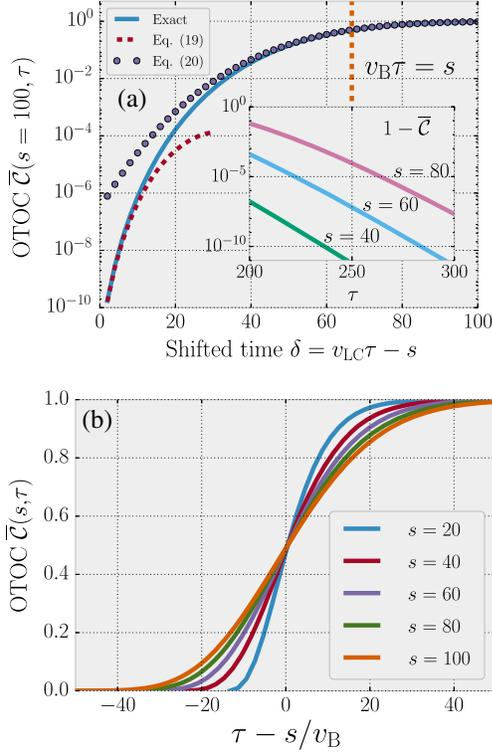 (a)
Exact
Eq. (19)
Eq. (20)
v_B τ = s
OTOC C̅(s = 100, τ)
10^0
10^−2
10^−4
10^−6
10^−8
10^−10
0 20 40 60 80 100
Shifted time δ = v_LC τ − s
1 − C̅
10^0
10^−5
10^−10
s = 80
s = 60
s = 40
200 250 300
τ
(b)
OTOC C̅(s,τ)
1.0
0.8
0.6
0.4
0.2
0.0
s = 20
s = 40
s = 60
s = 80
s = 100
−40 −20 0 20 40
τ − s/v_B